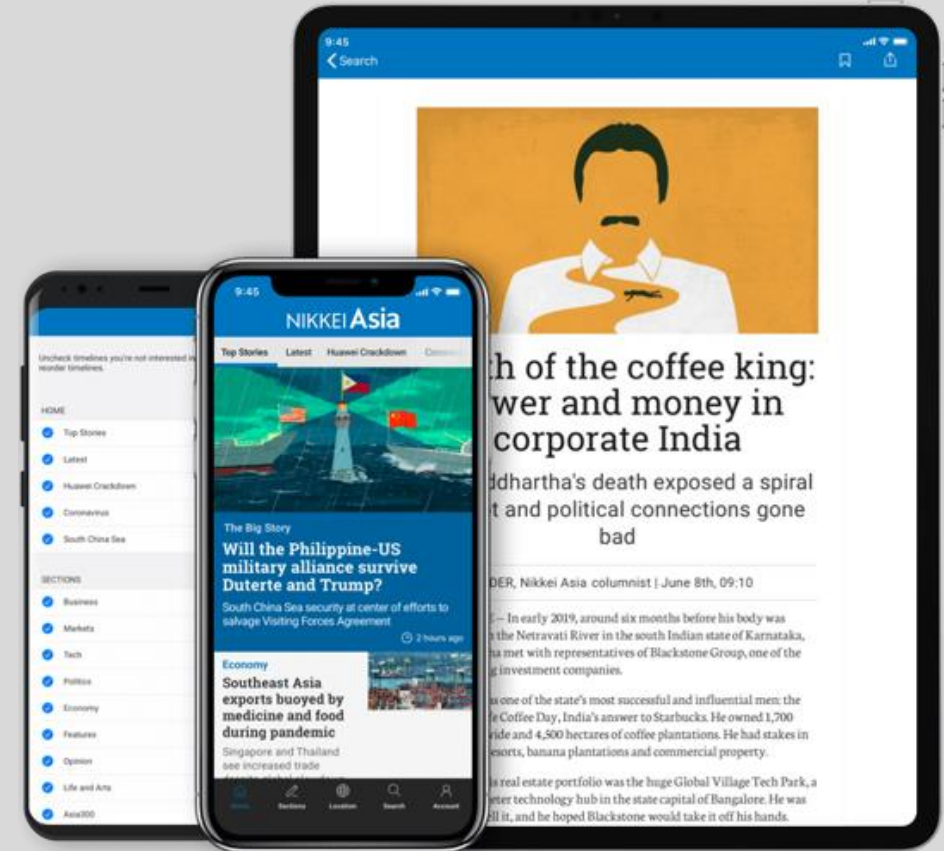 9:45
Search
th of the coffee king:
wer and money in
corporate India
ddhartha's death exposed a spiral
t and political connections gone
bad
DER, Nikkei Asia columnist | June 8th, 09:10
— In early 2019, around six months before his body was
the Netravati River in the south Indian state of Karnataka,
ha met with representatives of Blackstone Group, one of the
investment companies.
s one of the state's most successful and influential men: the
Coffee Day, India's answer to Starbucks. He owned 1,700
wide and 4,500 hectares of coffee plantations. He had stakes in
esorts, banana plantations and commercial property.
is real estate portfolio was the huge Global Village Tech Park, a
eter technology hub in the state capital of Bangalore. He was
ell it, and he hoped Blackstone would take it off his hands.
Uncheck timelines you're not interested in
reorder timelines.
HOME
Top Stories
Latest
Huawei Crackdown
Coronavirus
South China Sea
SECTIONS
Business
Markets
Tech
Politics
Economy
Features
Opinion
Life and Arts
Asia300
9:45
NIKKEI Asia
Top Stories Latest Huawei Crackdown
The Big Story
Will the Philippine-US
military alliance survive
Duterte and Trump?
South China Sea security at center of efforts to
salvage Visiting Forces Agreement
2 hours ago
Economy
Southeast Asia
exports buoyed by
medicine and food
during pandemic
Singapore and Thailand
see increased trade
Home Sections Location Search Account